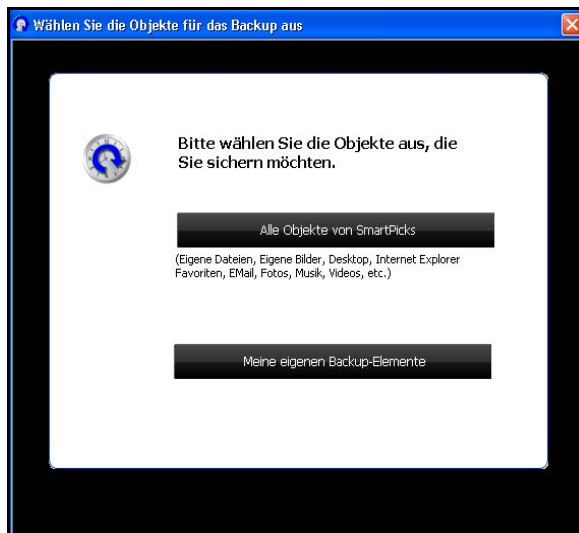 Wählen Sie die Objekte für das Backup aus
Bitte wählen Sie die Objekte aus, die
Sie sichern möchten.
Alle Objekte von SmartPicks
(Eigene Dateien, Eigene Bilder, Desktop, Internet Explorer
Favoriten, EMail, Fotos, Musik, Videos, etc.)
Meine eigenen Backup-Elemente